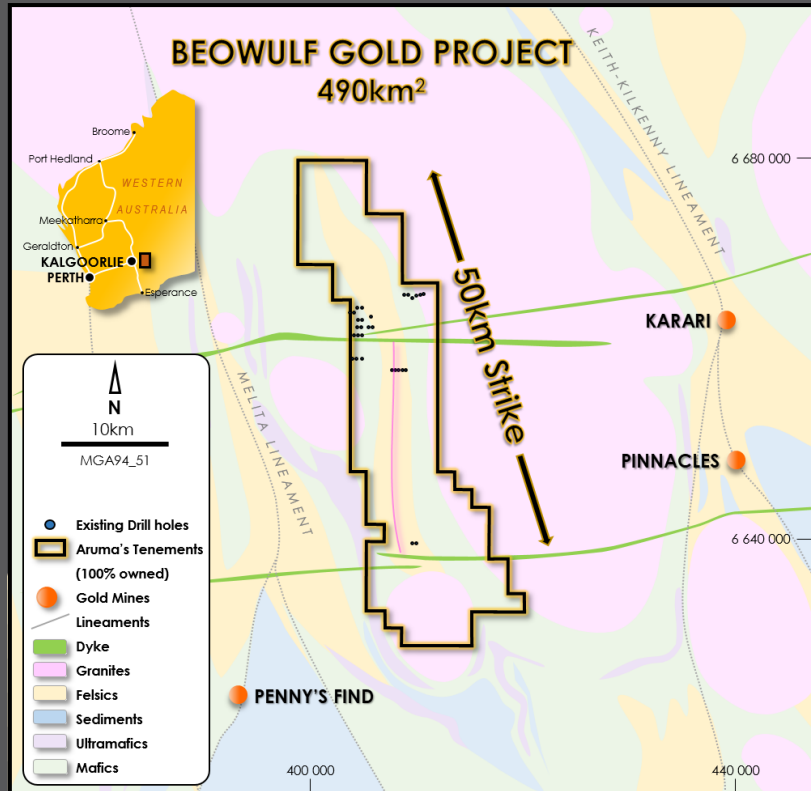 BEOWULF GOLD PROJECT
490km²
Broome
Port Hedland
WESTERN
AUSTRALIA
Meekatharra
Geraldton
KALGOORLIE
PERTH
Esperance
KEITH-KILKENNY LINEAMENT
6 680 000
50km Strike
KARARI
MELITA LINEAMENT
PINNACLES
6 640 000
PENNY'S FIND
400 000
440 000
N
10km
MGA94_51
Existing Drill holes
Aruma's Tenements
(100% owned)
Gold Mines
Lineaments
Dyke
Granites
Felsics
Sediments
Ultramafics
Mafics